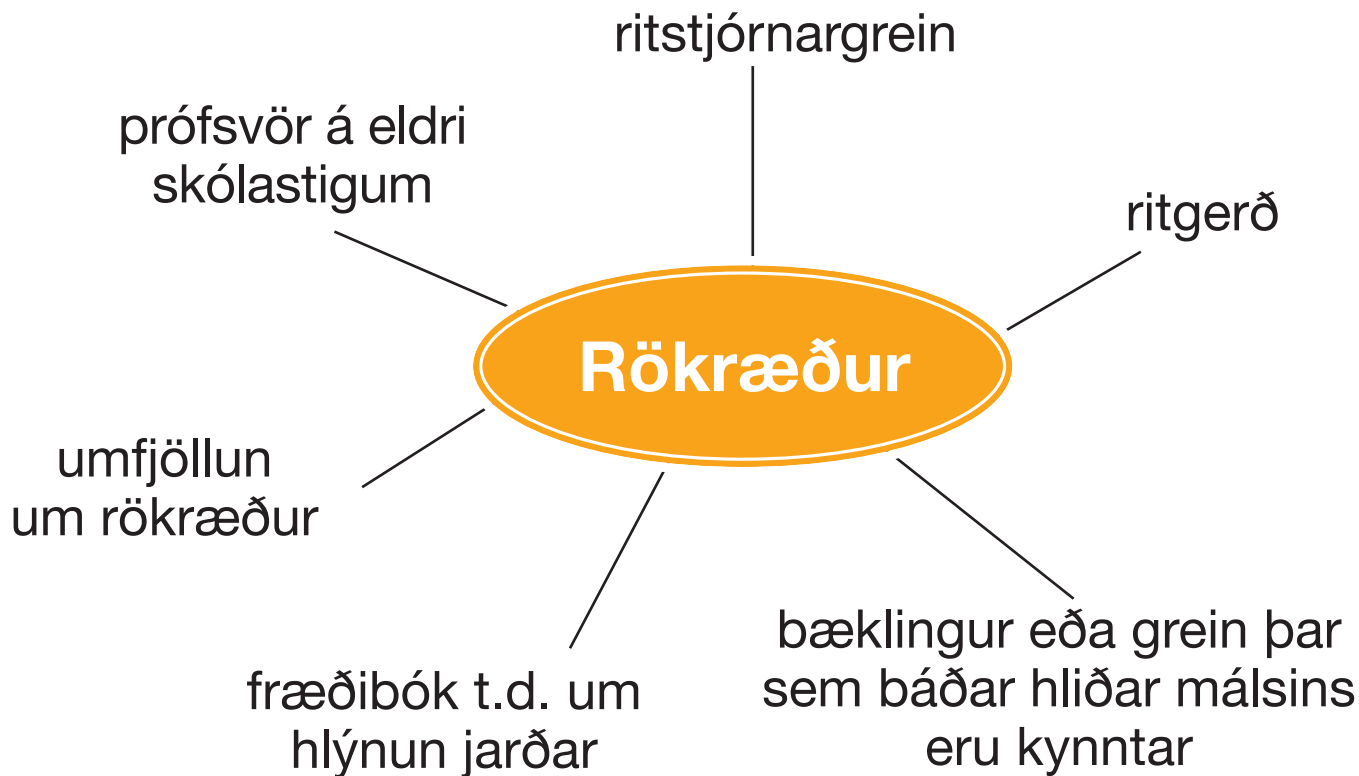 ritstjórnargrein
prófsvör á eldri
skólastigum
ritgerð
Rökræður
umfjöllun
um rökræður
fræðibók t.d. um
hlýnun jarðar
bæklingur eða grein þar
sem báðar hliðar málsins
eru kynntar